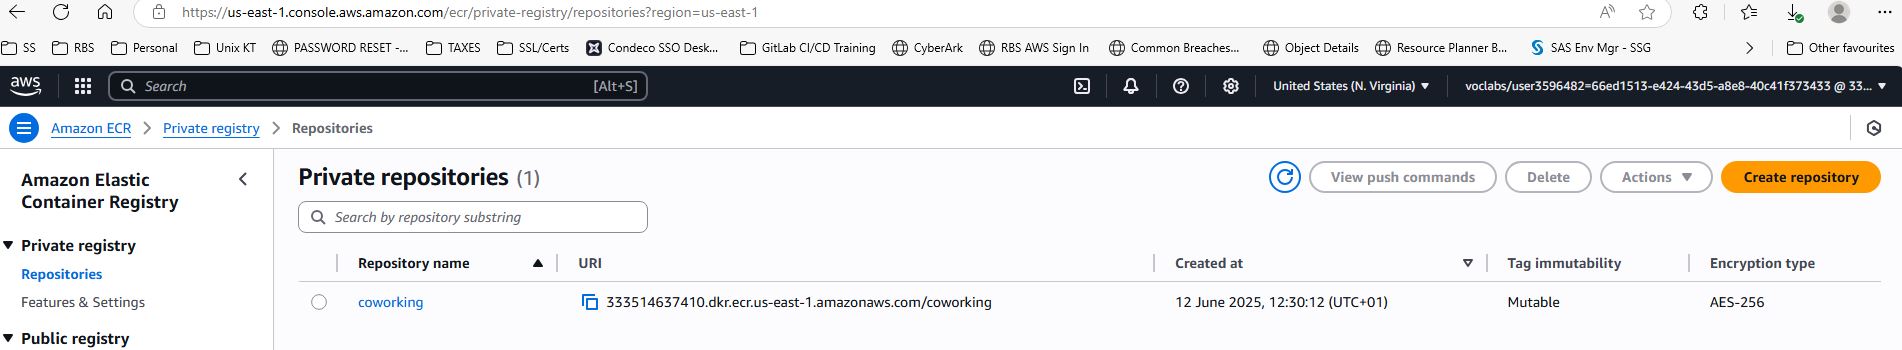 https://us-east-1.console.aws.amazon.com/ecr/private-registry/repositories?region=us-east-1
SS RBS Personal Unix KT PASSWORD RESET -... TAXES SSL/Certs Condeco SSO Desk... GitLab CI/CD Training CyberArk RBS AWS Sign In Common Breaches... Object Details Resource Planner B... SAS Env Mgr - SSG Other favourites
aws Search [Alt+S] United States (N. Virginia) voclabs/user3596482=66ed1513-e424-43d5-a8e8-40c41f373433 @ 33...
Amazon ECR Private registry Repositories
Amazon Elastic
Container Registry
Private registry
Repositories
Features & Settings
Public registry
Private repositories (1) View push commands Delete Actions Create repository
Search by repository substring
Repository name URI Created at Tag immutability Encryption type
coworking 333514637410.dkr.ecr.us-east-1.amazonaws.com/coworking 12 June 2025, 12:30:12 (UTC+01) Mutable AES-256